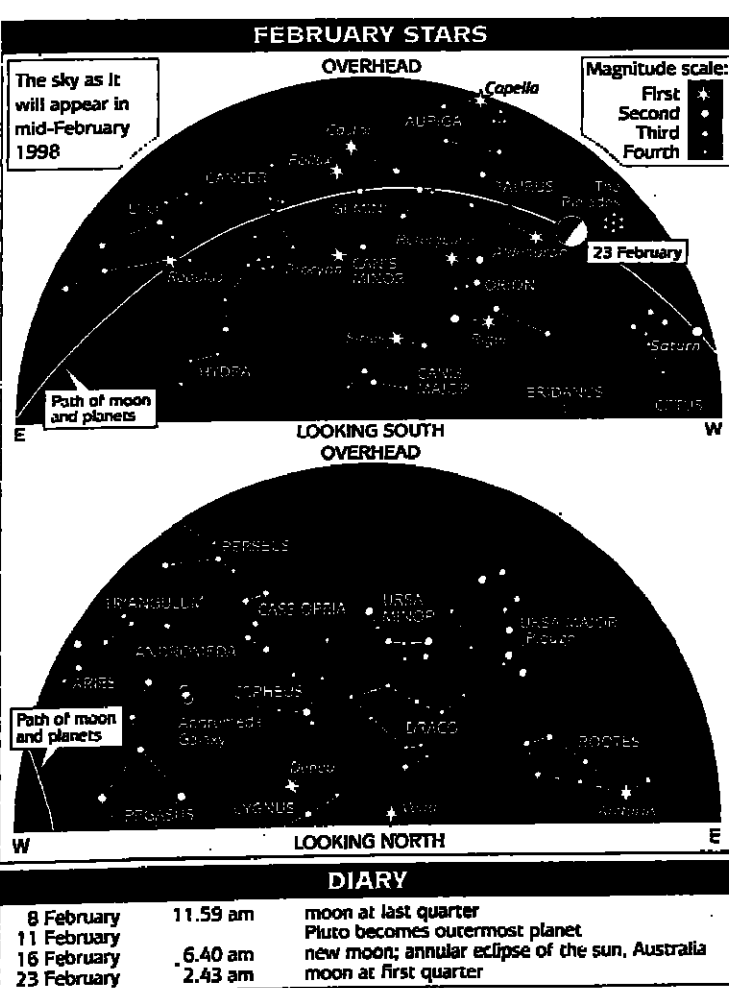 FEBRUARY STARS
The sky as it
will appear in
mid-February
1998
OVERHEAD
Magnitude scale:
First
Second
Third
Fourth
Capella
AURIGA
Castor
Pollux
CANCER
TAURUS
The
Pleiades
LEO
GEMINI
Betelgeuse
Aldebaran
23 February
Regulus
Procyon
CANIS
MINOR
ORION
Sirius
Rigel
Saturn
HYDRA
CANIS
MAJOR
ERIDANUS
CETUS
Path of moon
and planets
E
LOOKING SOUTH
W
OVERHEAD
PERSEUS
TRIANGULUM
CASSIOPEIA
URSA
MINOR
URSA MAJOR
Plough
ANDROMEDA
ARIES
CEPHEUS
Andromeda
Galaxy
DRACO
Path of moon
and planets
BOOTES
Deneb
PEGASUS
CYGNUS
Vega
Arcturus
W
LOOKING NORTH
E
DIARY
8 February 11.59 am moon at last quarter
11 February Pluto becomes outermost planet
16 February 6.40 am new moon; annular eclipse of the sun, Australia
23 February 2.43 am moon at first quarter